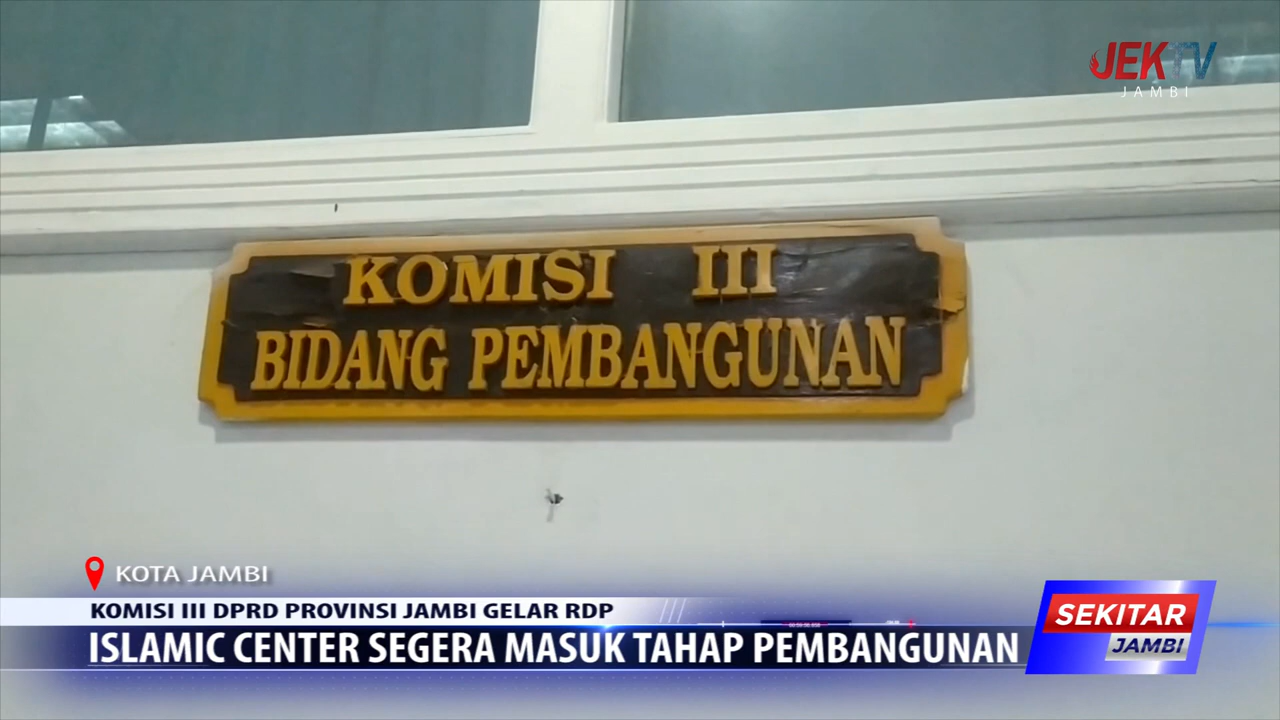 JEKTV
JAMBI
KOMISI III
BIDANG PEMBANGUNAN
KOTA JAMBI
KOMISI III DPRD PROVINSI JAMBI GELAR RDP
ISLAMIC CENTER SEGERA MASUK TAHAP PEMBANGUNAN
SEKITAR
JAMBI